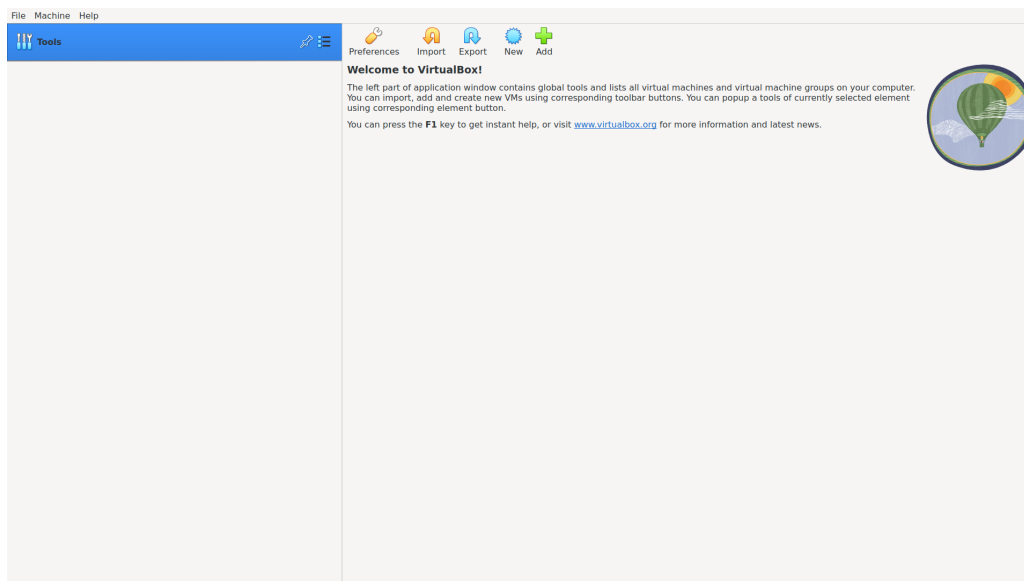 File Machine Help
Tools
Preferences Import Export New Add
Welcome to VirtualBox!
The left part of application window contains global tools and lists all virtual machines and virtual machine groups on your computer.
You can import, add and create new VMs using corresponding toolbar buttons. You can popup a tools of currently selected element
using corresponding element button.
You can press the F1 key to get instant help, or visit www.virtualbox.org for more information and latest news.